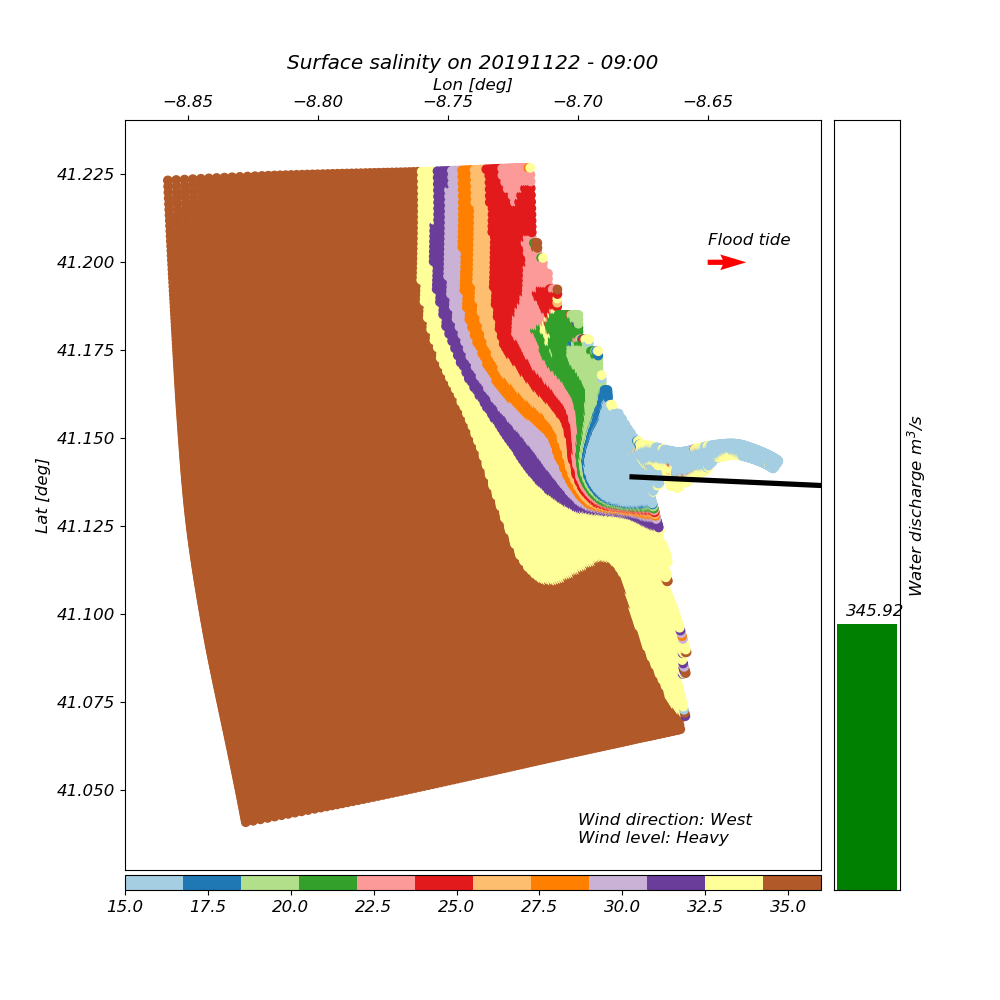 Surface salinity on 20191122 - 09:00
Lon [deg]
−8.85 −8.80 −8.75 −8.70 −8.65
41.225
41.200
41.175
41.150
41.125
41.100
41.075
41.050
Lat [deg]
Flood tide
Wind direction: West
Wind level: Heavy
15.0 17.5 20.0 22.5 25.0 27.5 30.0 32.5 35.0
345.92
Water discharge m³/s